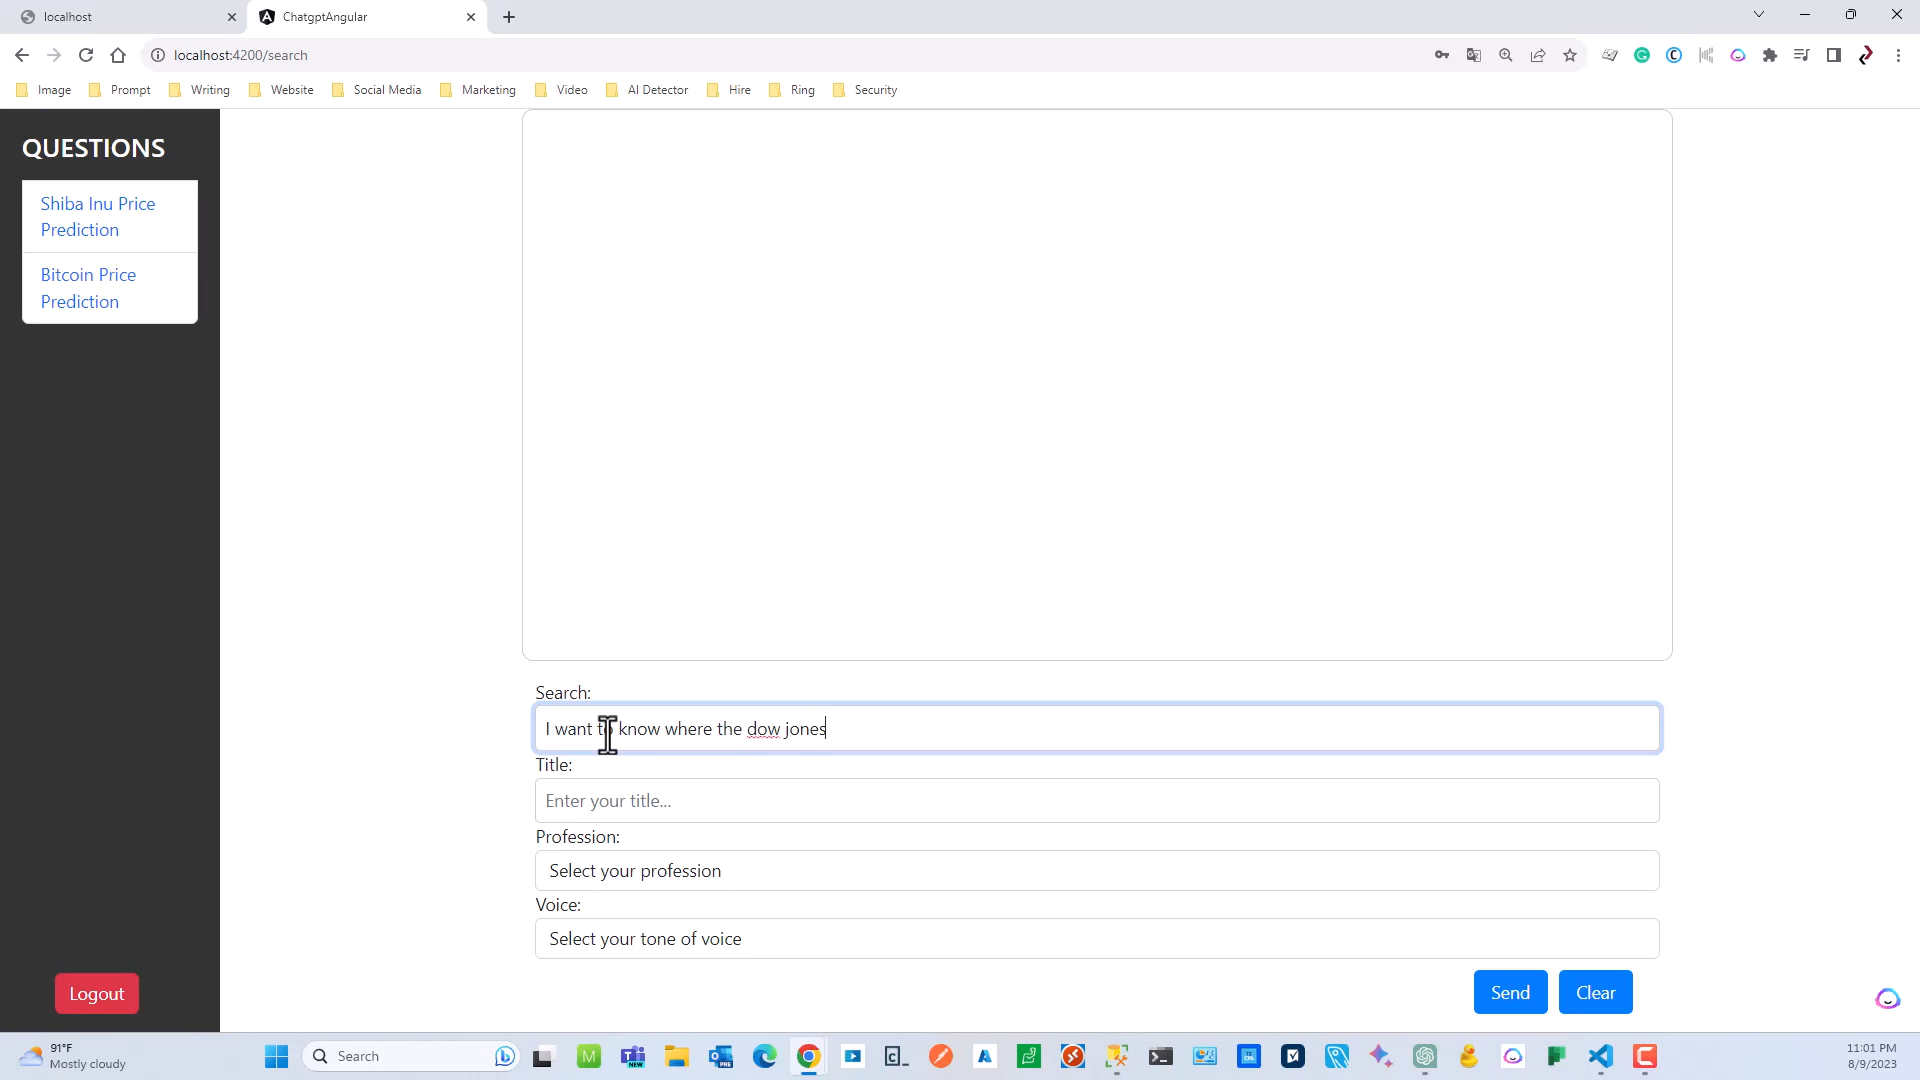 localhost
ChatgptAngular
localhost:4200/search
Image
Prompt
Writing
Website
Social Media
Marketing
Video
AI Detector
Hire
Ring
Security
QUESTIONS
Shiba Inu Price
Prediction
Bitcoin Price
Prediction
Logout
Search:
I want to know where the dow jones
Title:
Enter your title...
Profession:
Select your profession
Voice:
Select your tone of voice
Send
Clear
91°F
Mostly cloudy
Search
11:01 PM
8/9/2023